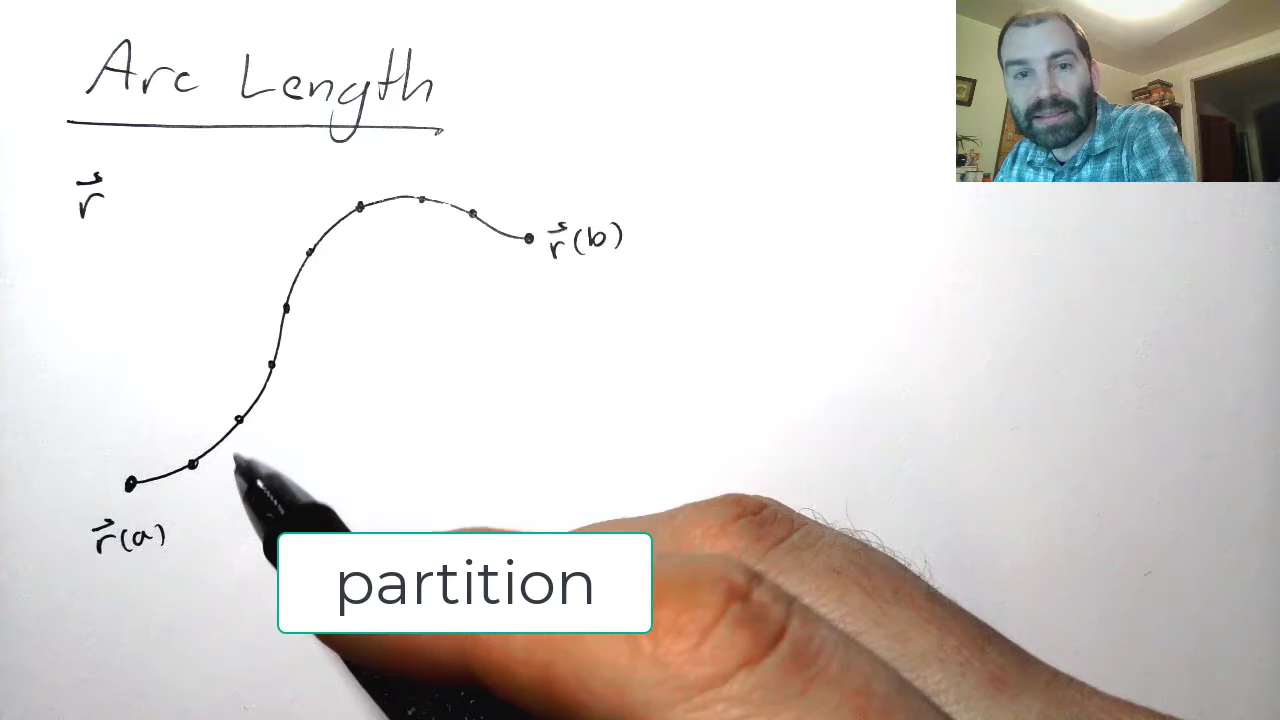 Arc Length
r⃗
r⃗(b)
r⃗(a)
partition